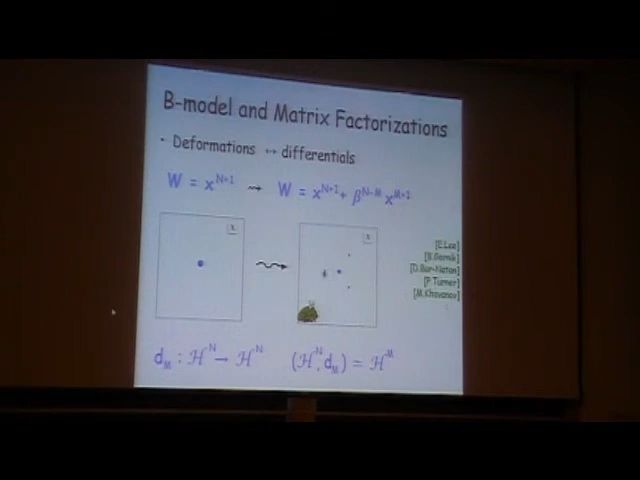 B-model and Matrix Factorizations
• Deformations ↔ differentials
W = x^{N+1} ⇝ W = x^{N+1} + β^{N-M} x^{M+1}
x x
[E.Lee]
[B.Gornik]
[D.Bar-Natan]
[P.Turner]
[M.Khovanov]
d_M : ℋ^N → ℋ^N (ℋ^N, d_M) = ℋ^M